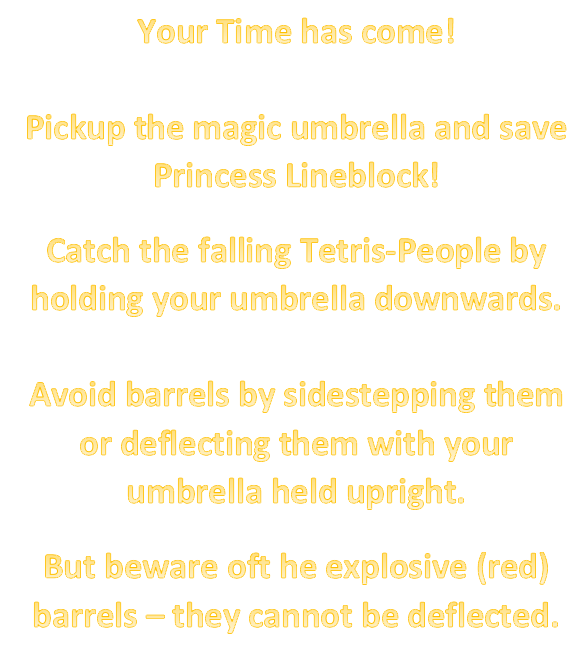 Your Time has come!
Pickup the magic umbrella and save
Princess Lineblock!
Catch the falling Tetris-People by
holding your umbrella downwards.
Avoid barrels by sidestepping them
or deflecting them with your
umbrella held upright.
But beware oft he explosive (red)
barrels – they cannot be deflected.